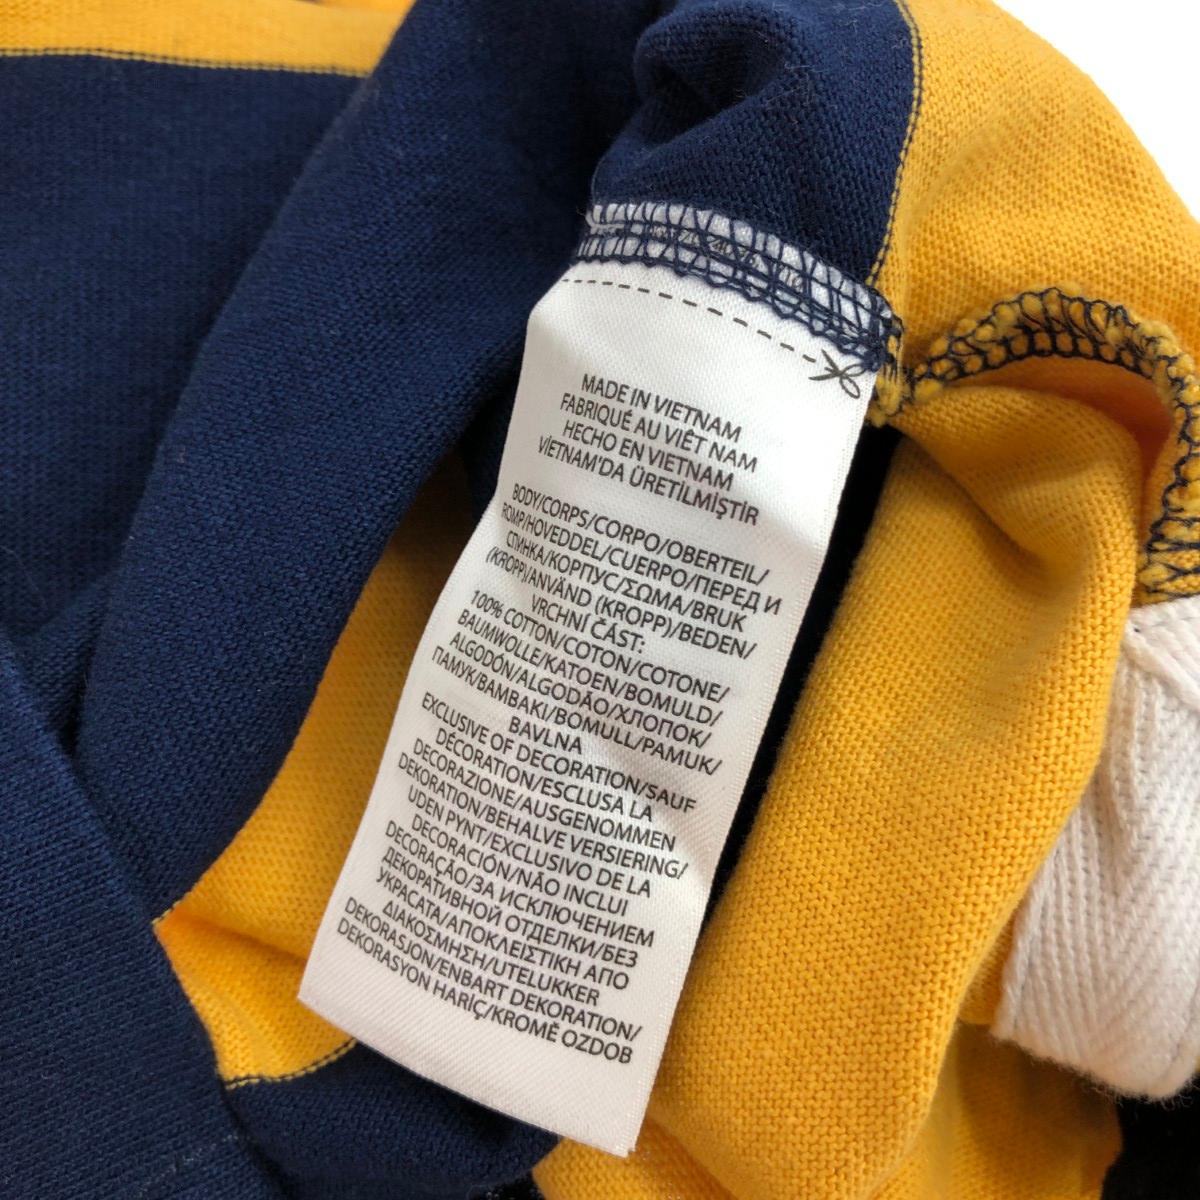 MADE IN VIETNAM
FABRIQUÉ AU VIÊT NAM
HECHO EN VIETNAM
VİETNAM'DA ÜRETİLMİŞTİR
BODY/CORPS/CORPO/OBERTEIL/
ROMP/HOVEDDEL/CUERPO/ПЕРЕД И
СПИНКА/КОРПУС/ΣΩΜΑ/BRUK
(KROPP)/ANVÄND (KROPP)/BEDEN/
VRCHNÍ ČÁST:
100% COTTON/COTON/COTONE/
BAUMWOLLE/KATOEN/BOMULD/
ALGODÓN/ALGODÃO/ХЛОПОК/
ПАМУК/ΒΑΜΒΑΚΙ/BOMULL/PAMUK/
BAVLNA
EXCLUSIVE OF DECORATION/SAUF
DÉCORATION/ESCLUSA LA
DECORAZIONE/AUSGENOMMEN
DEKORATION/BEHALVE VERSIERING/
UDEN PYNT/EXCLUSIVO DE LA
DECORACIÓN/NÃO INCLUI
DECORAÇÃO/ЗА ИСКЛЮЧЕНИЕМ
ДЕКОРАТИВНОЙ ОТДЕЛКИ/БЕЗ
УКРАСАТА/ΑΠΟΚΛΕΙΣΤΙΚΗ ΑΠΟ
ΔΙΑΚΟΣΜΗΣΗ/UTELUKKER
DEKORASJON/ENBART DEKORATION/
DEKORASYON HARİÇ/KROMĚ OZDOB